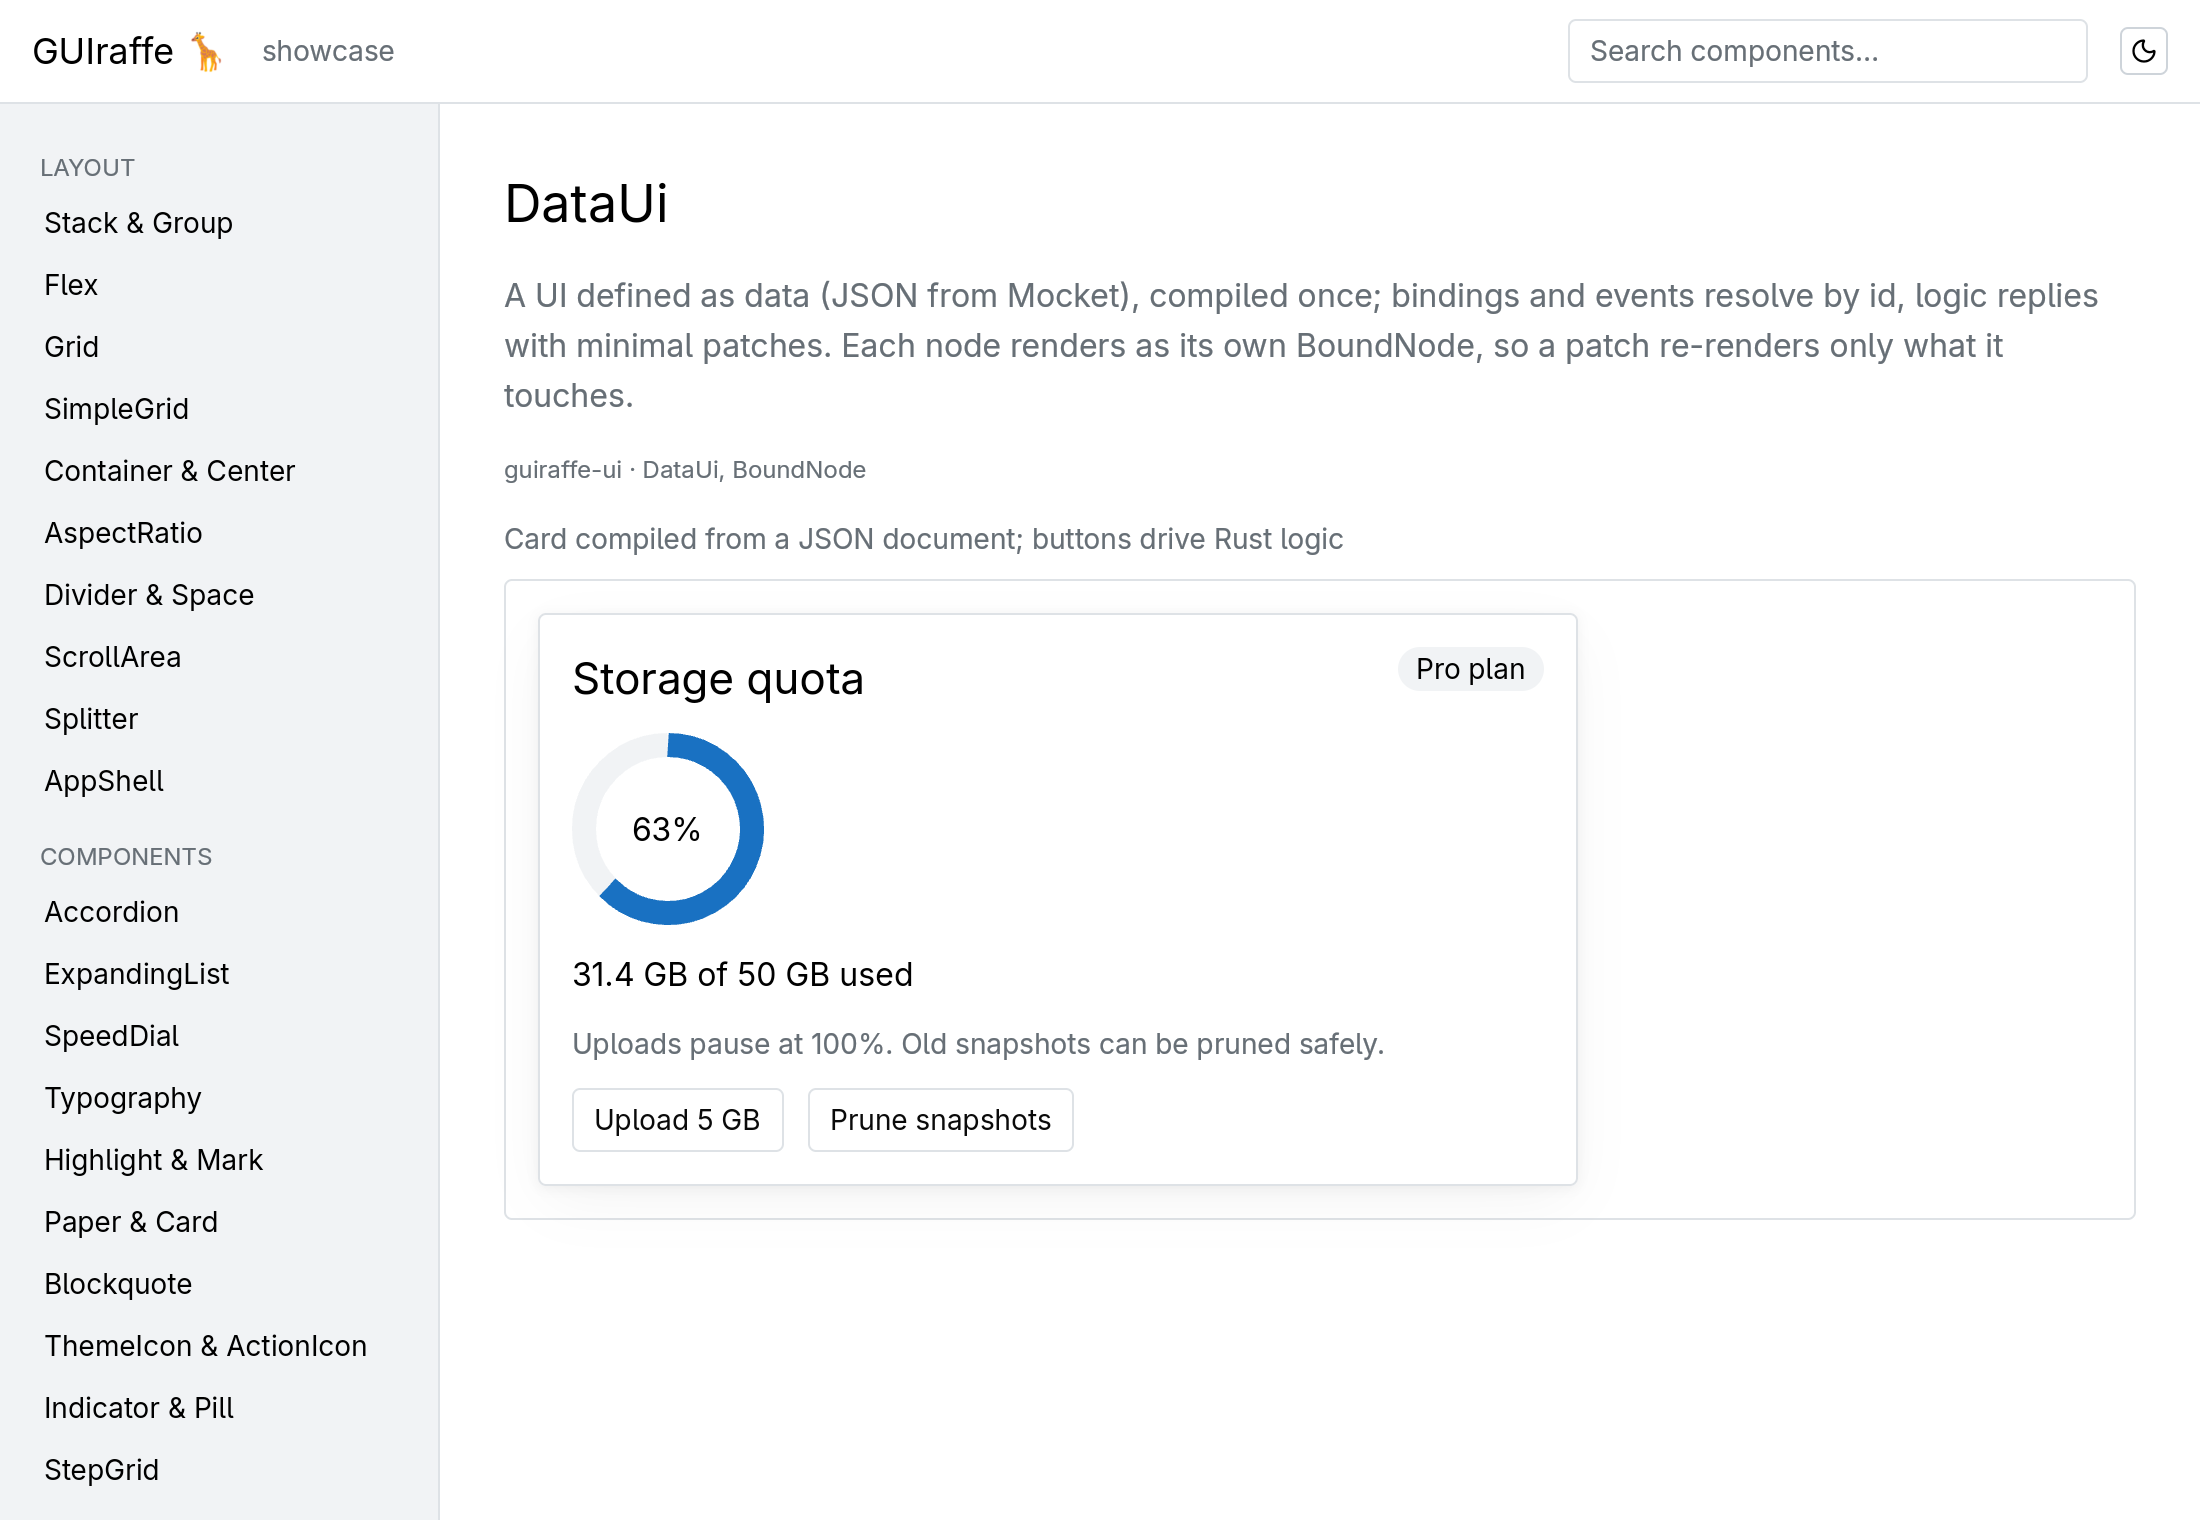 GUIraffe 🦒 showcase
Search components...
LAYOUT
Stack & Group
Flex
Grid
SimpleGrid
Container & Center
AspectRatio
Divider & Space
ScrollArea
Splitter
AppShell
COMPONENTS
Accordion
ExpandingList
SpeedDial
Typography
Highlight & Mark
Paper & Card
Blockquote
ThemeIcon & ActionIcon
Indicator & Pill
StepGrid
DataUi
A UI defined as data (JSON from Mocket), compiled once; bindings and events resolve by id, logic replies
with minimal patches. Each node renders as its own BoundNode, so a patch re-renders only what it
touches.
guiraffe-ui · DataUi, BoundNode
Card compiled from a JSON document; buttons drive Rust logic
Storage quota
Pro plan
63%
31.4 GB of 50 GB used
Uploads pause at 100%. Old snapshots can be pruned safely.
Upload 5 GB
Prune snapshots